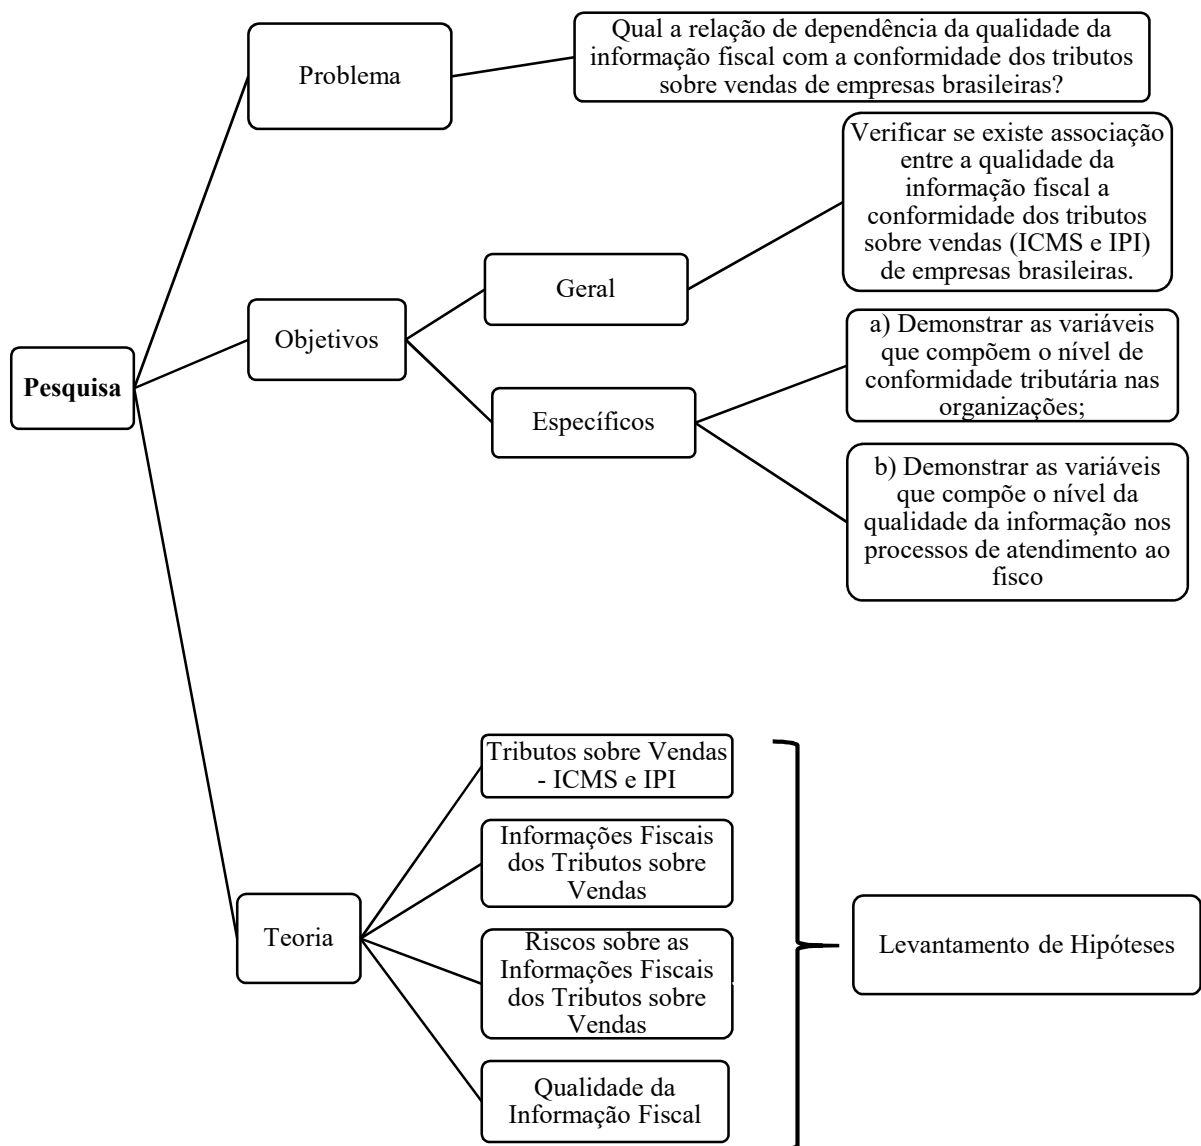 Problema
Qual a relação de dependência da qualidade da
informação fiscal com a conformidade dos tributos
sobre vendas de empresas brasileiras?
Verificar se existe associação
entre a qualidade da
informação fiscal a
conformidade dos tributos
sobre vendas (ICMS e IPI)
de empresas brasileiras.
Geral
Objetivos
Pesquisa
Específicos
a) Demonstrar as variáveis
que compõem o nível de
conformidade tributária nas
organizações;
b) Demonstrar as variáveis
que compõe o nível da
qualidade da informação nos
processos de atendimento ao
fisco
Teoria
Tributos sobre Vendas
- ICMS e IPI
Informações Fiscais
dos Tributos sobre
Vendas
Riscos sobre as
Informações Fiscais
dos Tributos sobre
Vendas
Qualidade da
Informação Fiscal
Levantamento de Hipóteses